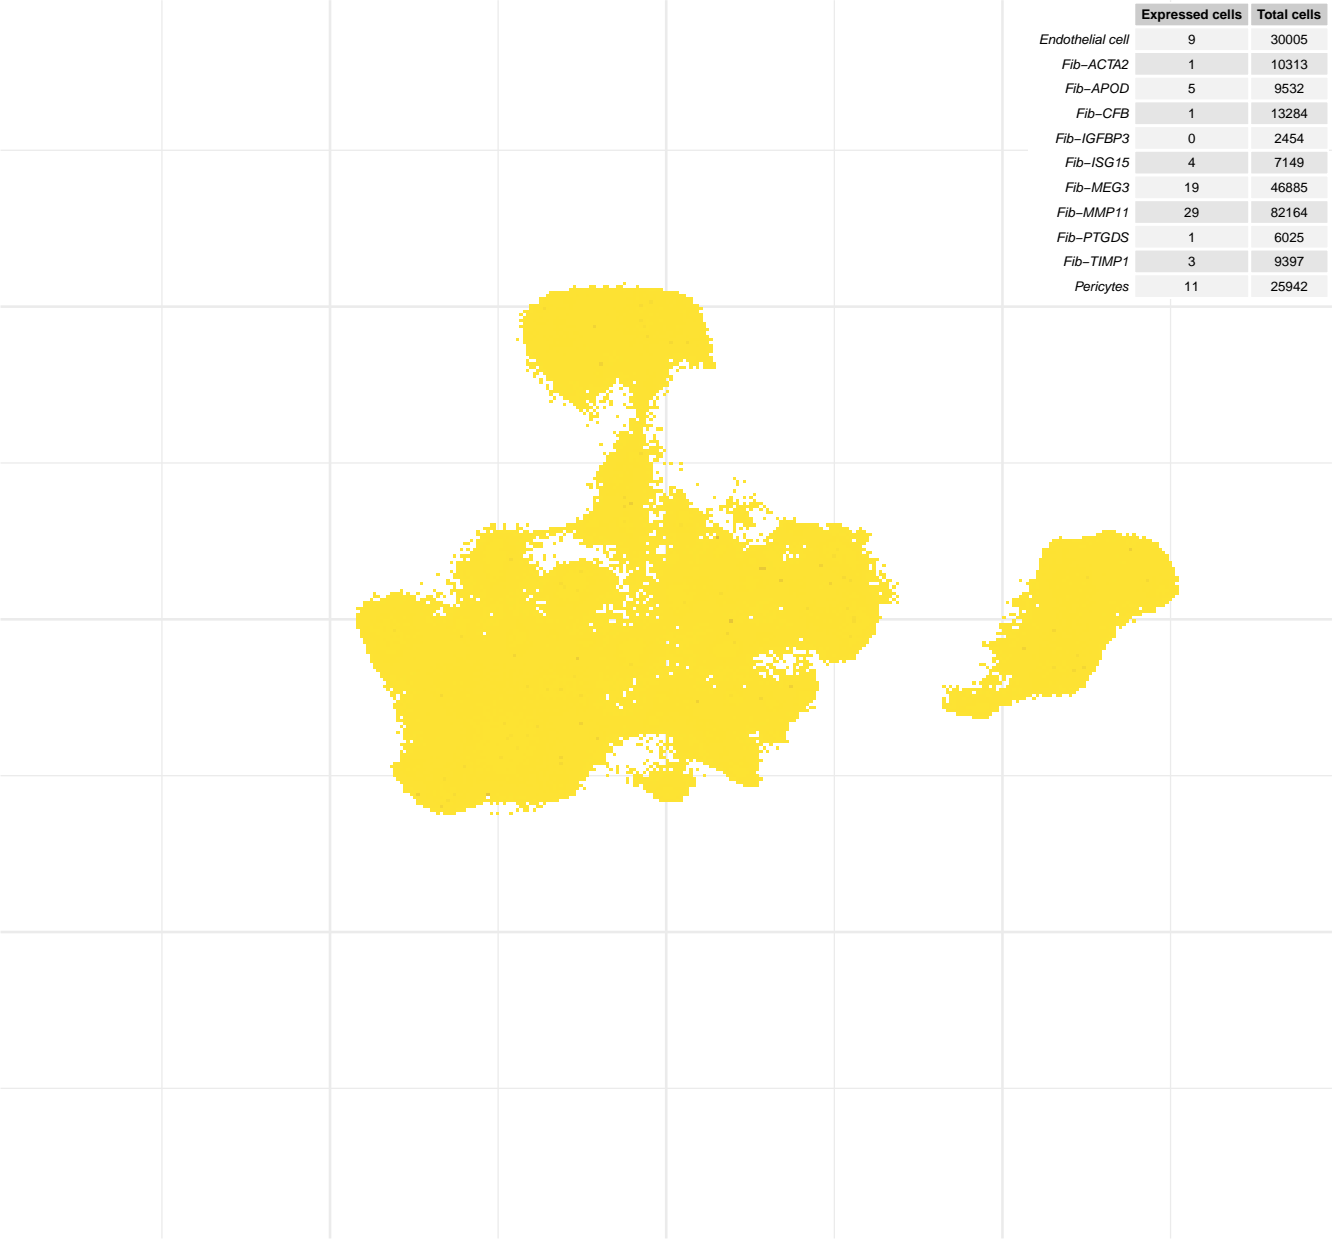 Expressed cells Total cells
Endothelial cell 9 30005
Fib−ACTA2 1 10313
Fib−APOD 5 9532
Fib−CFB 1 13284
Fib−IGFBP3 0 2454
Fib−ISG15 4 7149
Fib−MEG3 19 46885
Fib−MMP11 29 82164
Fib−PTGDS 1 6025
Fib−TIMP1 3 9397
Pericytes 11 25942